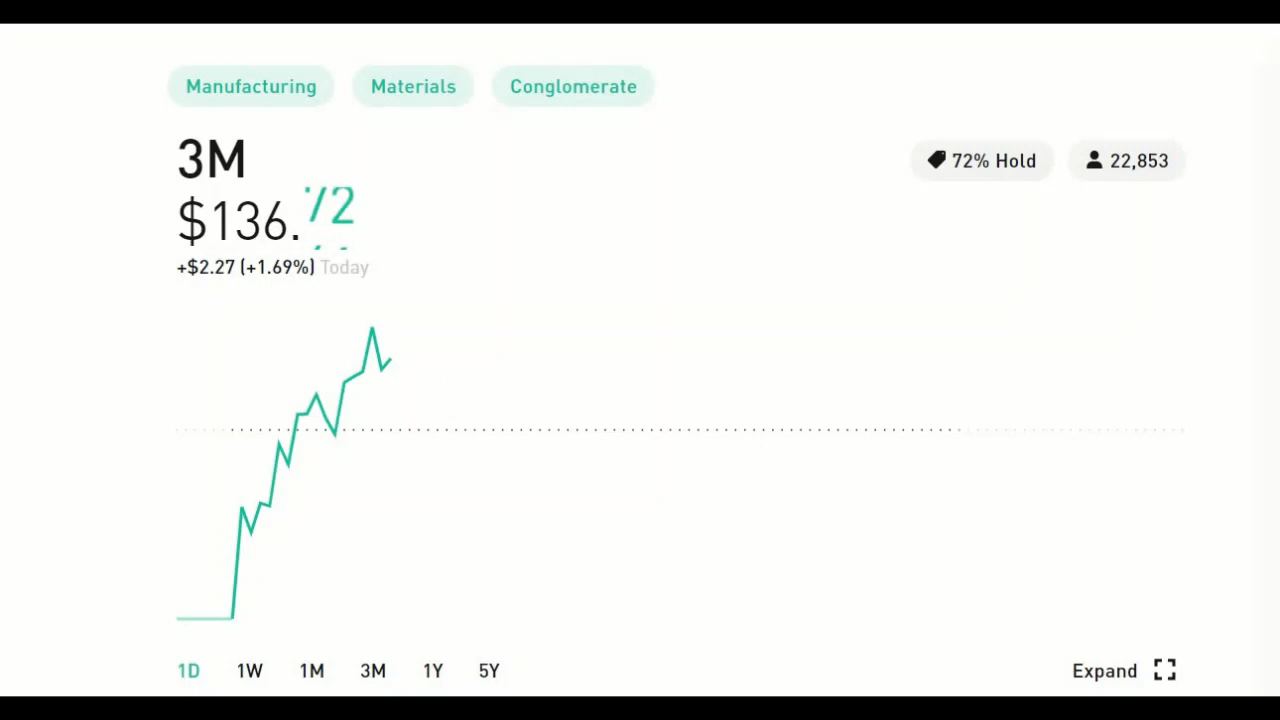 Manufacturing Materials Conglomerate
3M
72% Hold 22,853
$136.72
+$2.27 (+1.69%) Today
1D 1W 1M 3M 1Y 5Y Expand